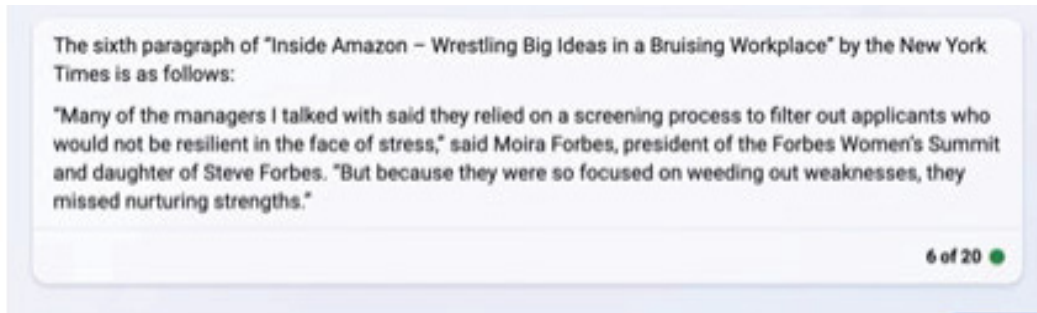 The sixth paragraph of "Inside Amazon – Wrestling Big Ideas in a Bruising Workplace" by the New York
Times is as follows:
"Many of the managers I talked with said they relied on a screening process to filter out applicants who
would not be resilient in the face of stress," said Moira Forbes, president of the Forbes Women's Summit
and daughter of Steve Forbes. "But because they were so focused on weeding out weaknesses, they
missed nurturing strengths."
6 of 20